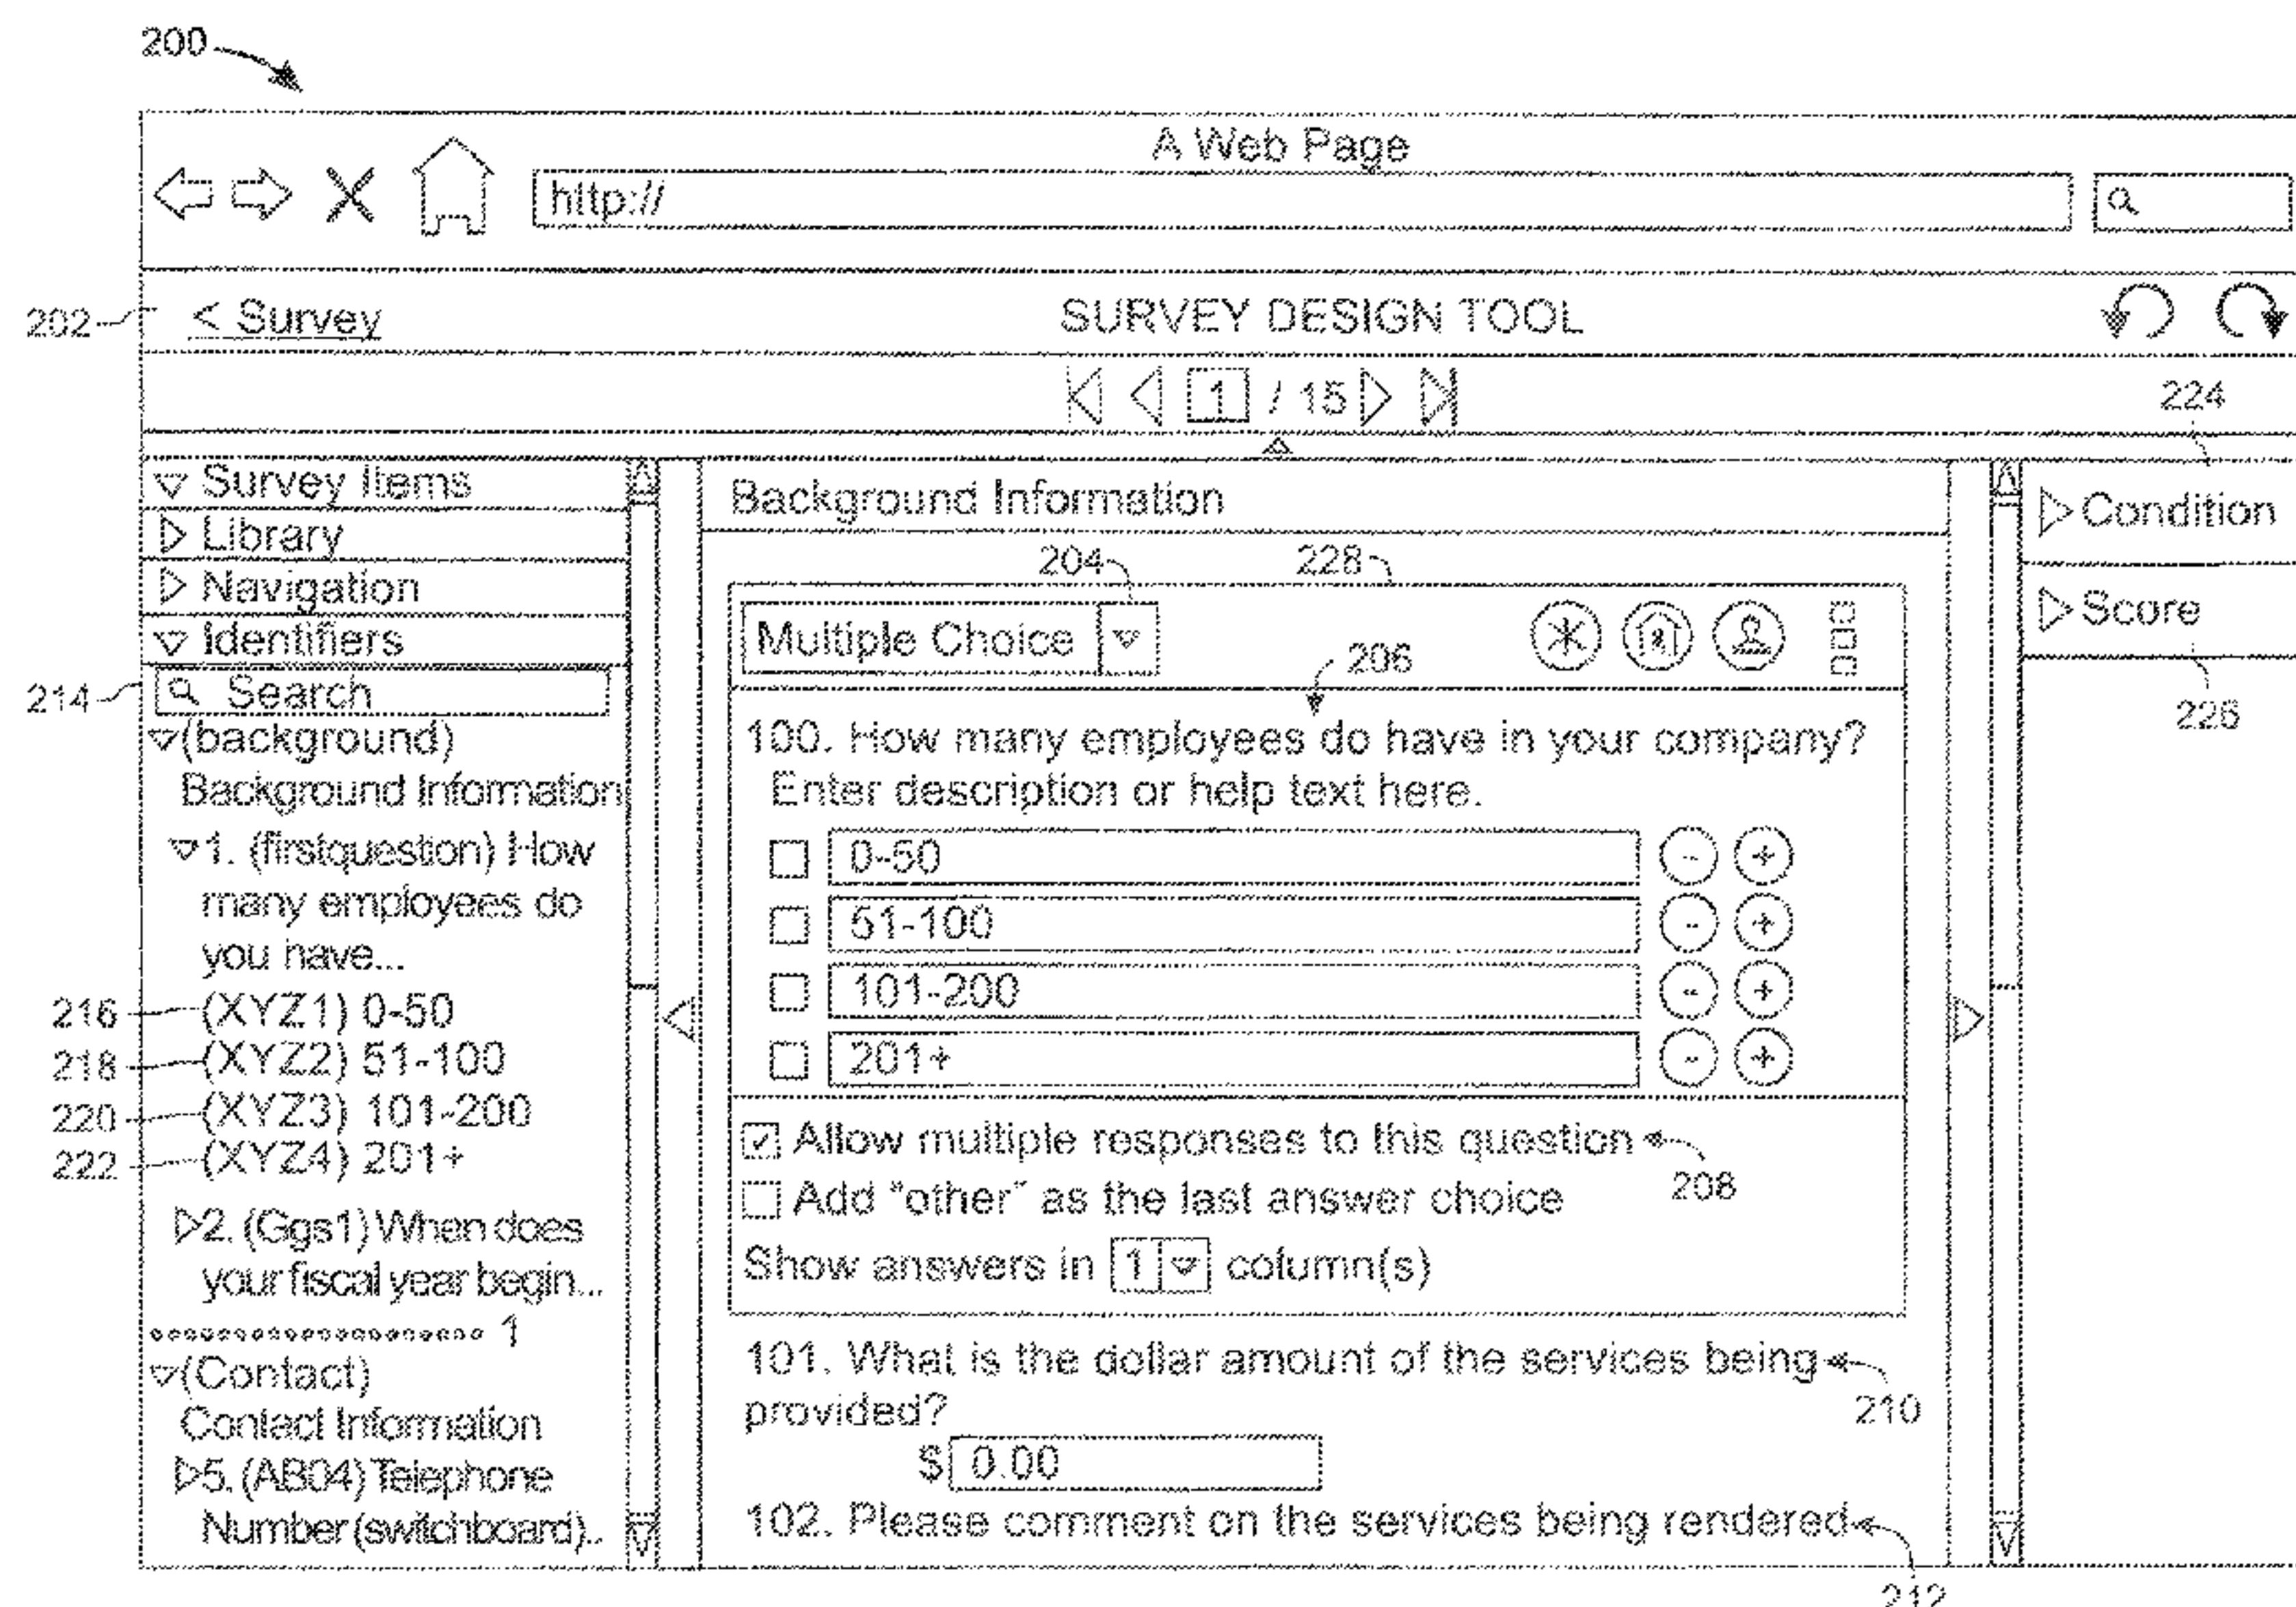 200
A Web Page
http://
202
< Survey
SURVEY DESIGN TOOL
1 / 15
224
Survey Items
Library
Navigation
Identifiers
214
Search
(background)
Background Information
1. (firstquestion) How
many employees do
you have...
216
(XYZ1) 0-50
218
(XYZ2) 51-100
220
(XYZ3) 101-200
222
(XYZ4) 201+
2. (Ggs1) When does
your fiscal year begin...
1
(Contact)
Contact Information
5. (AB04) Telephone
Number (switchboard)..
Background Information
204
228
Multiple Choice
206
100. How many employees do have in your company?
Enter description or help text here.
0-50
- +
51-100
- +
101-200
- +
201+
- +
Allow multiple responses to this question
208
Add "other" as the last answer choice
Show answers in 1 column(s)
101. What is the dollar amount of the services being
provided?
210
$ 0.00
102. Please comment on the services being rendered
212
Condition
Score
226